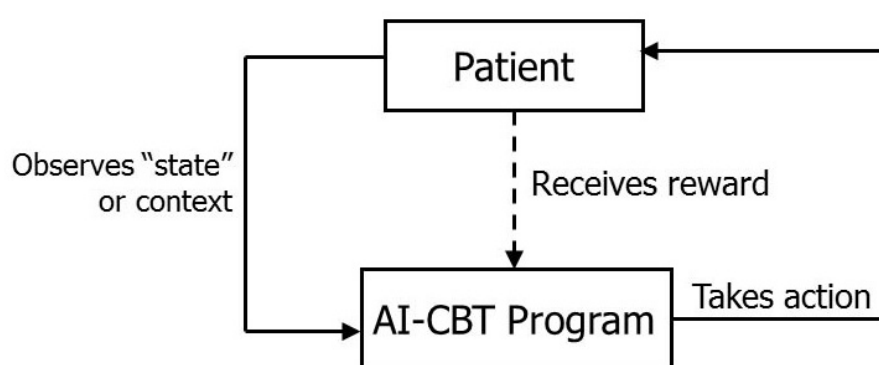 Patient
Observes “state”
or context
Receives reward
AI-CBT Program
Takes action